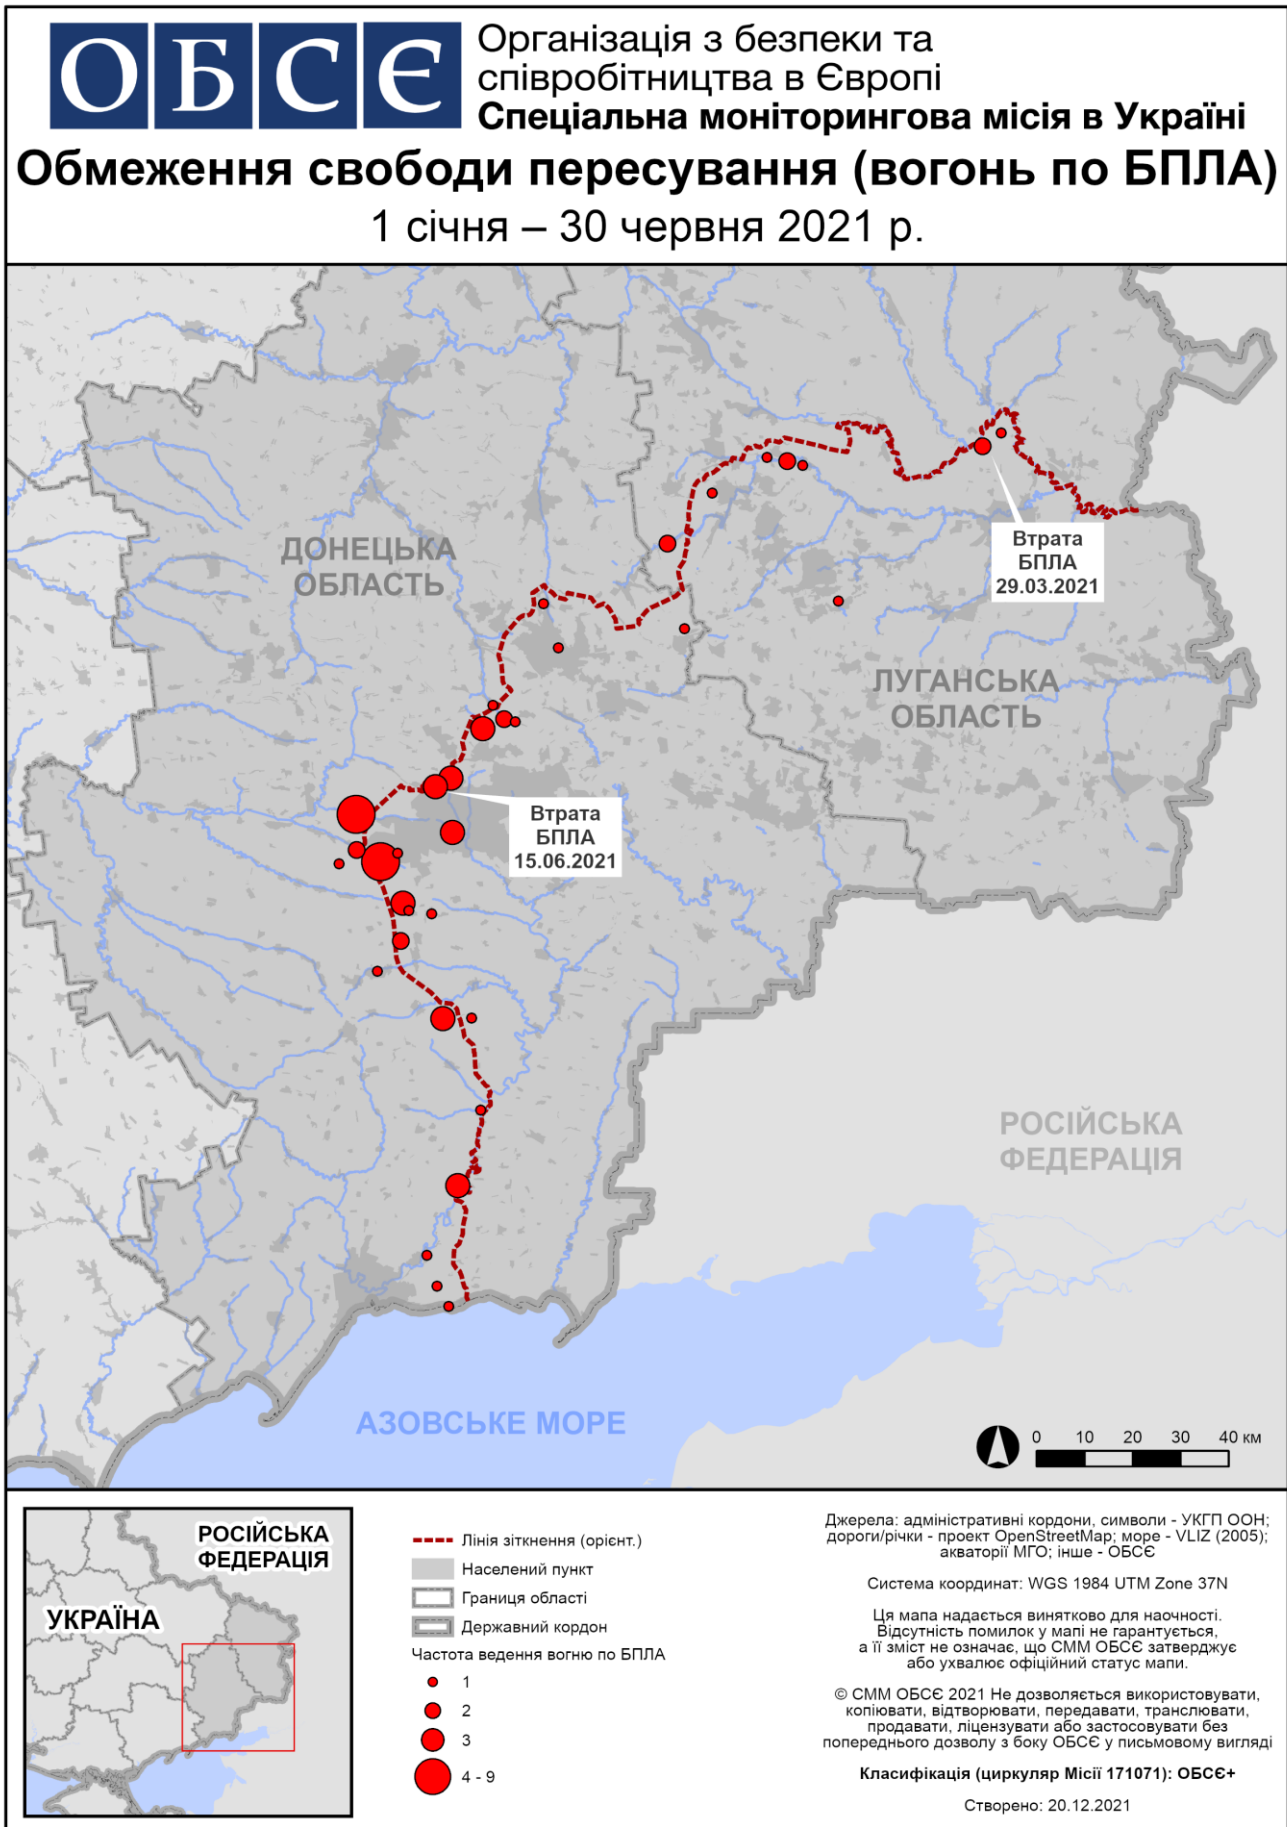 ОБСЄ
Організація з безпеки та
співробітництва в Європі
Спеціальна моніторингова місія в Україні
Обмеження свободи пересування (вогонь по БПЛА)
1 січня – 30 червня 2021 р.
ДОНЕЦЬКА
ОБЛАСТЬ
Втрата
БПЛА
29.03.2021
ЛУГАНСЬКА
ОБЛАСТЬ
Втрата
БПЛА
15.06.2021
РОСІЙСЬКА
ФЕДЕРАЦІЯ
АЗОВСЬКЕ МОРЕ
0 10 20 30 40 км
РОСІЙСЬКА
ФЕДЕРАЦІЯ
УКРАЇНА
Лінія зіткнення (орієнт.)
Населений пункт
Границя області
Державний кордон
Частота ведення вогню по БПЛА
1
2
3
4 - 9
Джерела: адміністративні кордони, символи - УКГП ООН;
дороги/річки - проект OpenStreetMap; море - VLIZ (2005);
акваторії МГО; інше - ОБСЄ
Система координат: WGS 1984 UTM Zone 37N
Ця мапа надається винятково для наочності.
Відсутність помилок у мапі не гарантується,
а її зміст не означає, що СММ ОБСЄ затверджує
або ухвалює офіційний статус мапи.
© СММ ОБСЄ 2021 Не дозволяється використовувати,
копіювати, відтворювати, передавати, транслювати,
продавати, ліцензувати або застосовувати без
попереднього дозволу з боку ОБСЄ у письмовому вигляді
Класифікація (циркуляр Місії 171071): ОБСЄ+
Створено: 20.12.2021